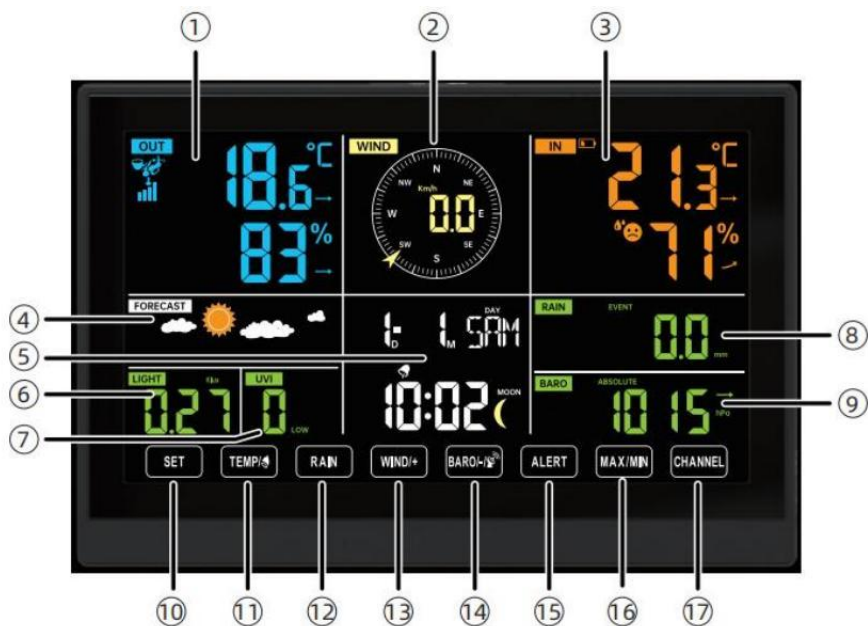 ① ② ③
OUT
18.6 °C
83 %
WIND
N
NW NE
Km/h
W 0.0 E
SW SE
S
IN
21.3 °C
71 %
④ FORECAST
DAY
1-D 1M SAM
RAIN EVENT
0.0 mm ⑧
⑤
⑥ LIGHT
Klux
0.27
⑦ UVI
0 LOW
10:02 MOON
BARO ABSOLUTE
1015 hPa ⑨
SET TEMP/ RAIN WIND/+ BARO/-/ ALERT MAX/MIN CHANNEL
⑩ ⑪ ⑫ ⑬ ⑭ ⑮ ⑯ ⑰